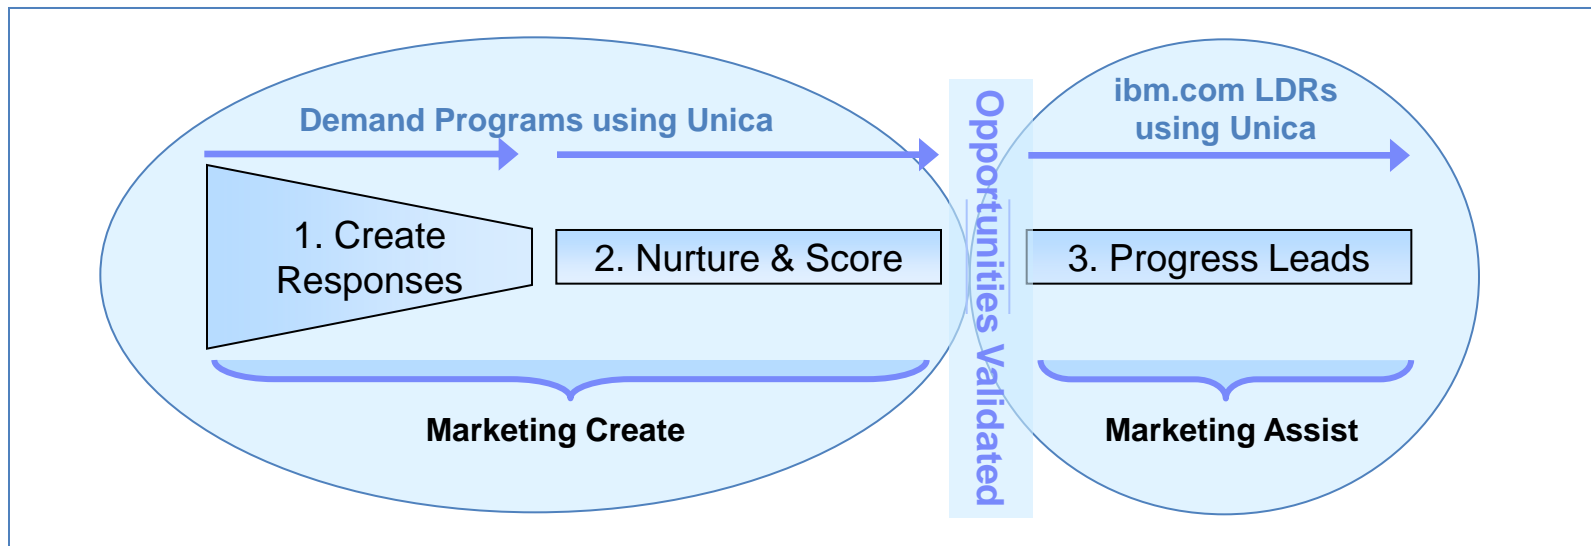 Demand Programs using Unica
1. Create
Responses
2. Nurture & Score
Marketing Create
Opportunities Validated
ibm.com LDRs
using Unica
3. Progress Leads
Marketing Assist